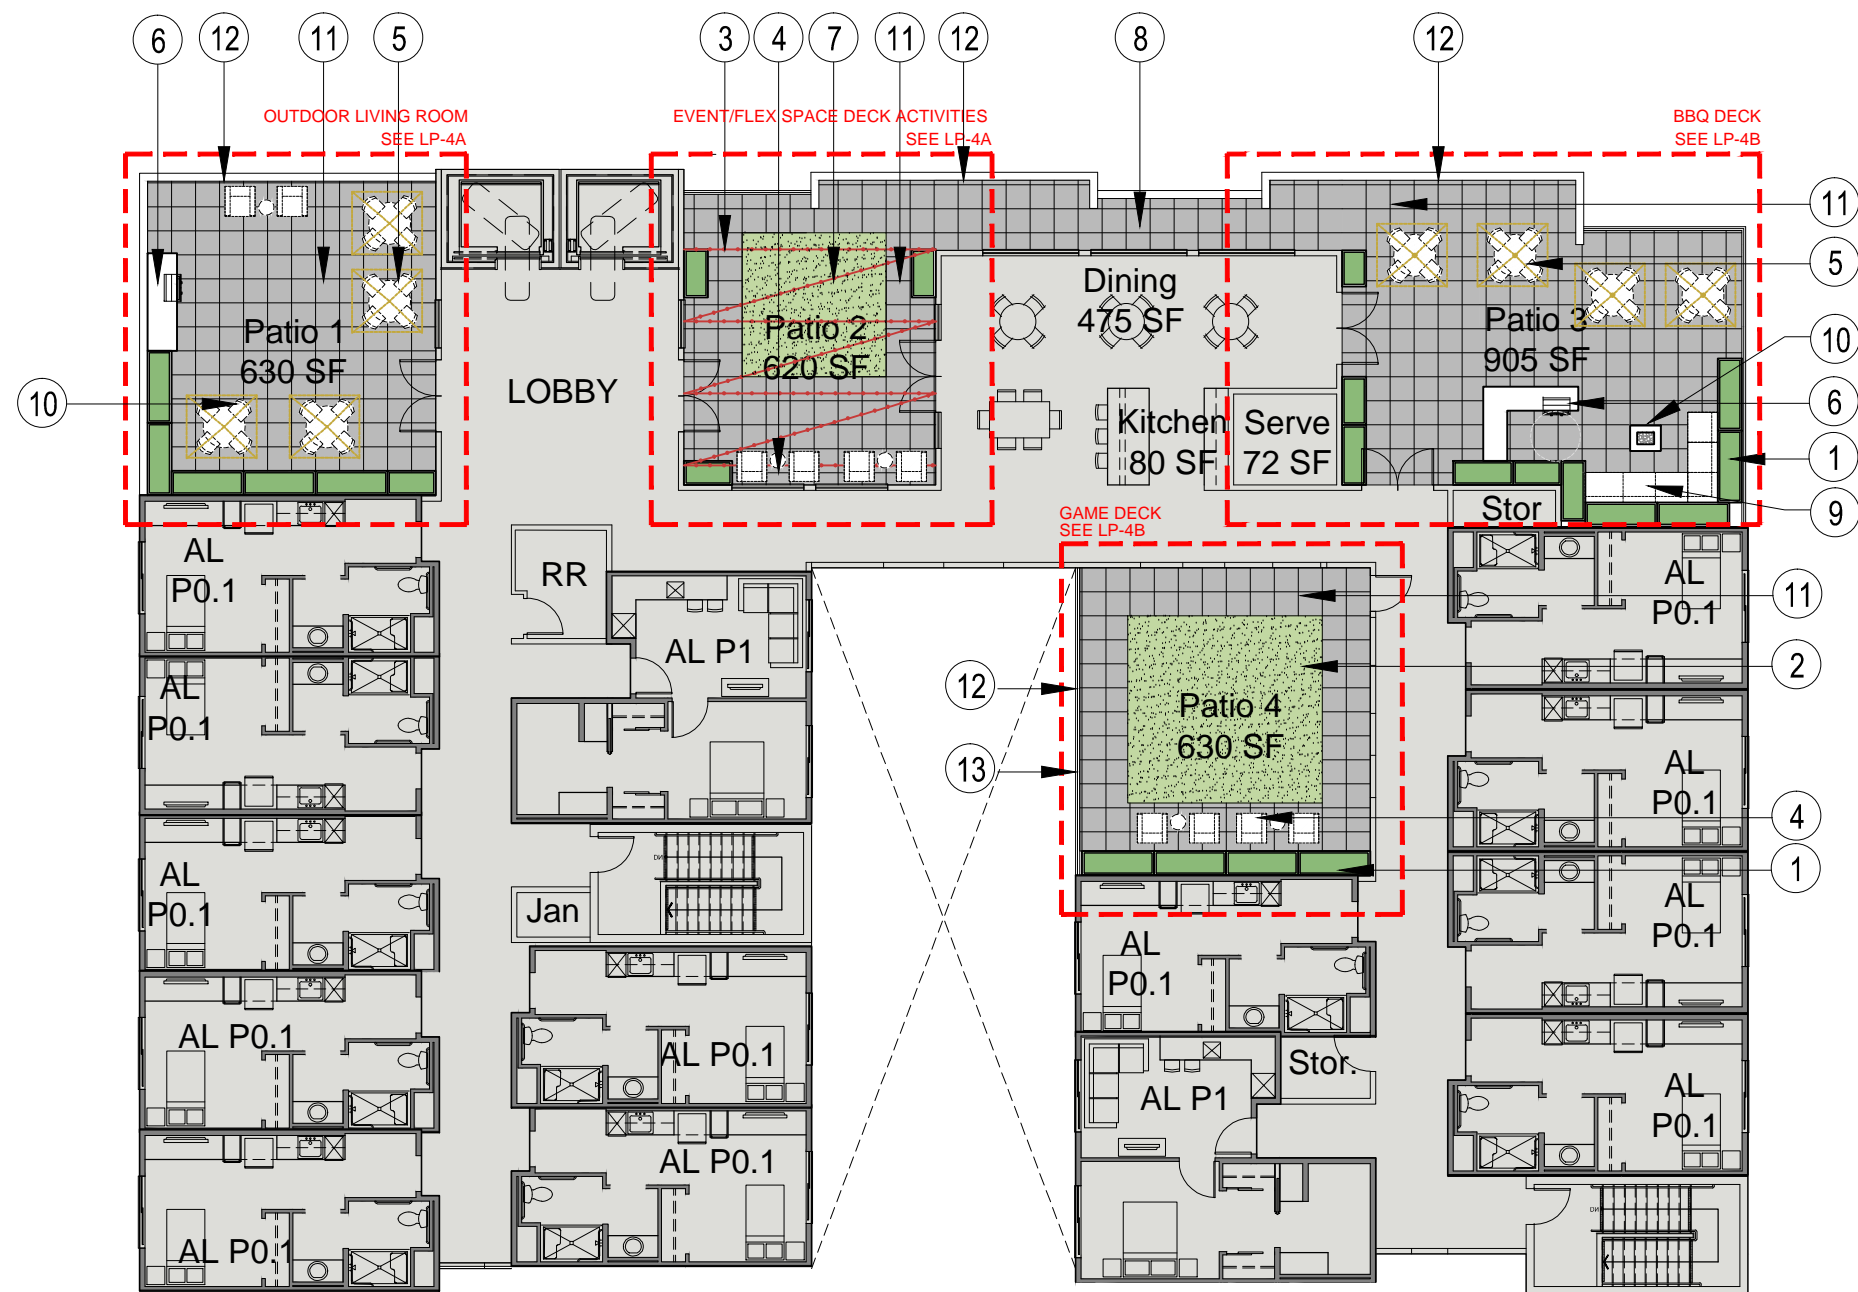 6
12
11
5
3
4
7
11
12
8
12
OUTDOOR LIVING ROOM
SEE LP-4A
EVENT/FLEX SPACE DECK ACTIVITIES
SEE LP-4A
BBQ DECK
SEE LP-4B
11
5
10
6
1
9
10
Patio 1
630 SF
LOBBY
Patio 2
620 SF
Dining
475 SF
Kitchen
80 SF
Serve
72 SF
Patio 3
905 SF
Stor
GAME DECK
SEE LP-4B
11
2
12
13
4
1
Patio 4
630 SF
AL
P0.1
AL
P0.1
AL
P0.1
AL P0.1
AL P0.1
RR
AL P1
DN
Jan
AL P0.1
AL P0.1
AL
P0.1
AL P1
Stor.
AL
P0.1
AL
P0.1
AL
P0.1
AL
P0.1
DN